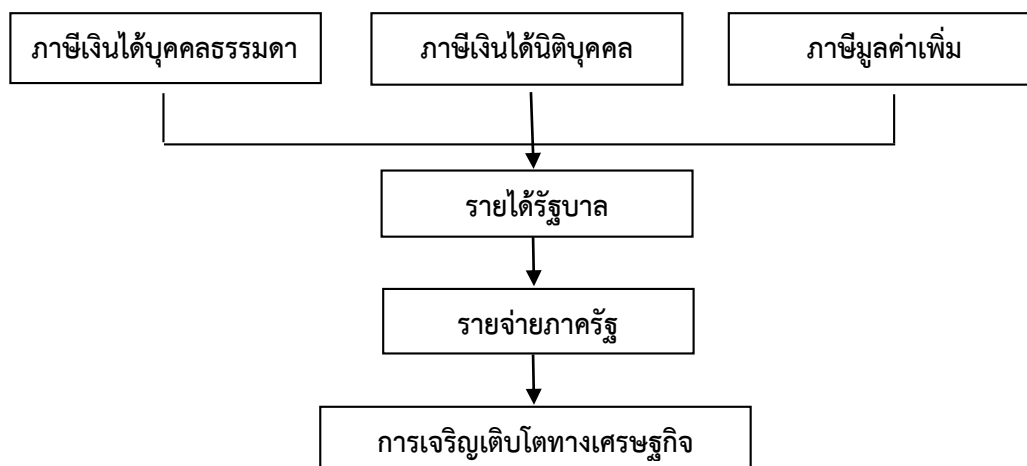 ภาษีเงินได้บุคคลธรรมดา
ภาษีเงินได้นิติบุคคล
ภาษีมูลค่าเพิ่ม
รายได้รัฐบาล
รายจ่ายภาครัฐ
การเจริญเติบโตทางเศรษฐกิจ